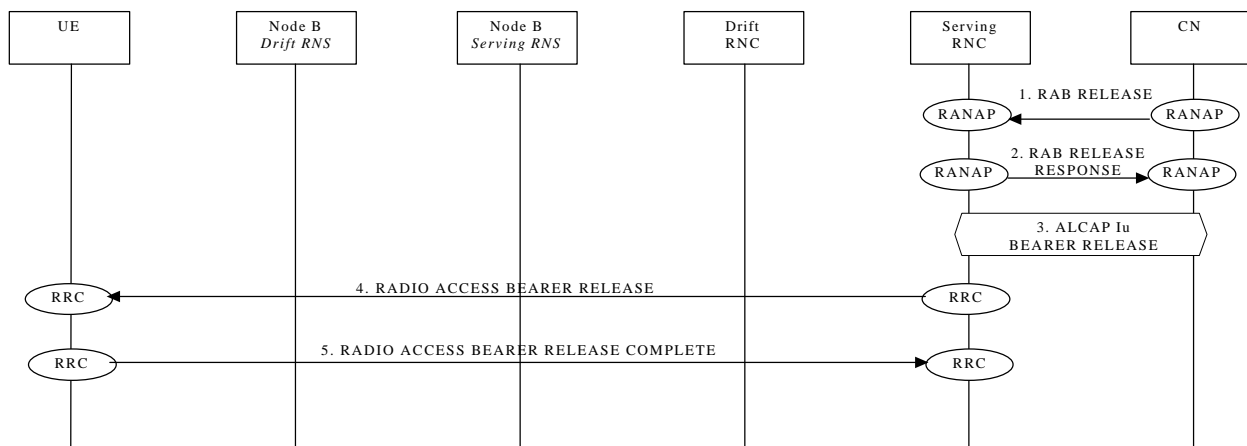 UE
Node B
Drift RNS
Node B
Serving RNS
Drift
RNC
Serving
RNC
CN
1. RAB RELEASE
RANAP
RANAP
2. RAB RELEASE
RESPONSE
RANAP
RANAP
3. ALCAP Iu
BEARER RELEASE
4. RADIO ACCESS BEARER RELEASE
RRC
RRC
5. RADIO ACCESS BEARER RELEASE COMPLETE
RRC
RRC